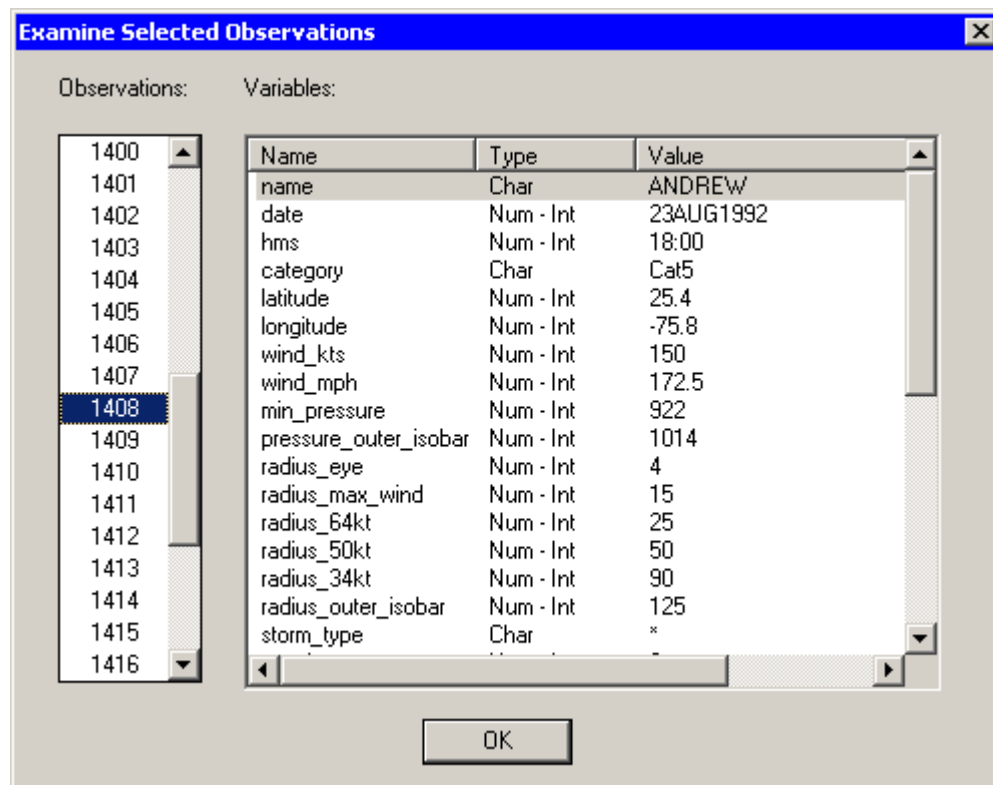 Examine Selected Observations
Observations: Variables:
1400
1401
1402
1403
1404
1405
1406
1407
1408
1409
1410
1411
1412
1413
1414
1415
1416
Name Type Value
name Char ANDREW
date Num - Int 23AUG1992
hms Num - Int 18:00
category Char Cat5
latitude Num - Int 25.4
longitude Num - Int -75.8
wind_kts Num - Int 150
wind_mph Num - Int 172.5
min_pressure Num - Int 922
pressure_outer_isobar Num - Int 1014
radius_eye Num - Int 4
radius_max_wind Num - Int 15
radius_64kt Num - Int 25
radius_50kt Num - Int 50
radius_34kt Num - Int 90
radius_outer_isobar Num - Int 125
storm_type Char *
OK